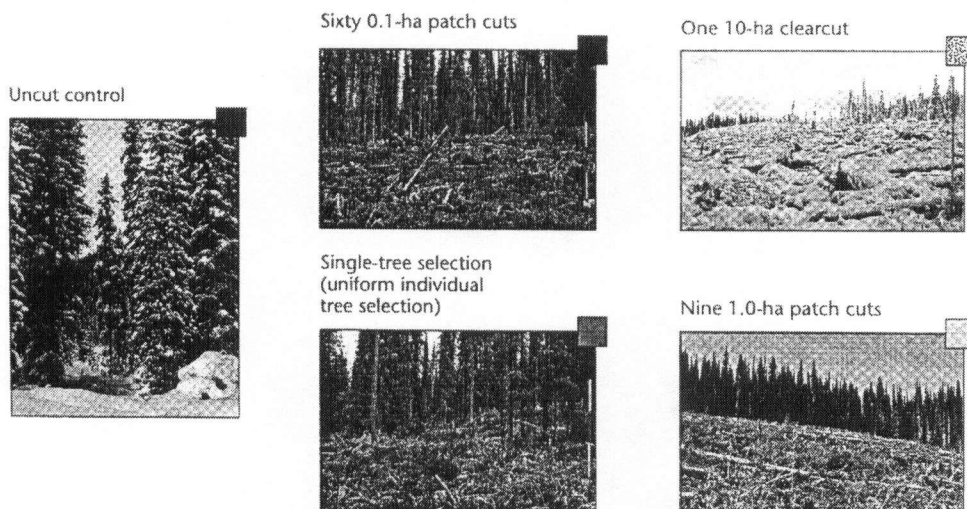 Uncut control
Sixty 0.1-ha patch cuts
One 10-ha clearcut
Single-tree selection
(uniform individual
tree selection)
Nine 1.0-ha patch cuts